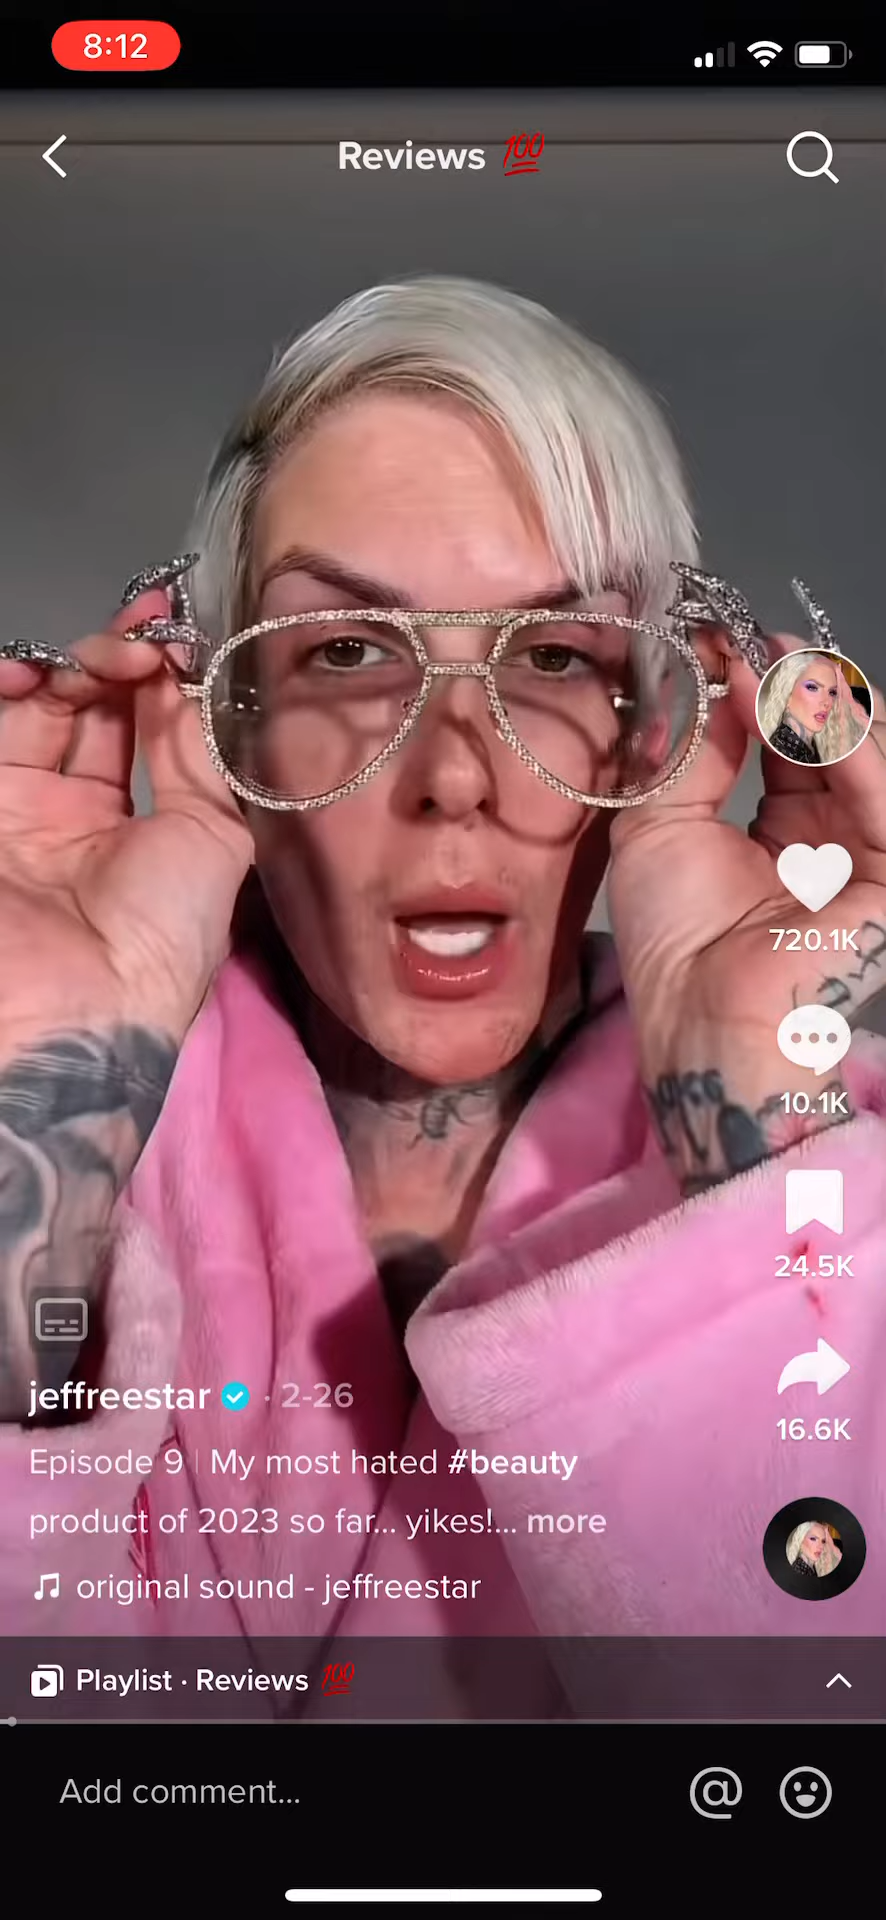 8:12
Reviews 💯
720.1K
10.1K
24.5K
16.6K
jeffreestar · 2-26
Episode 9 | My most hated #beauty
product of 2023 so far... yikes!... more
original sound - jeffreestar
Playlist · Reviews 💯
Add comment...